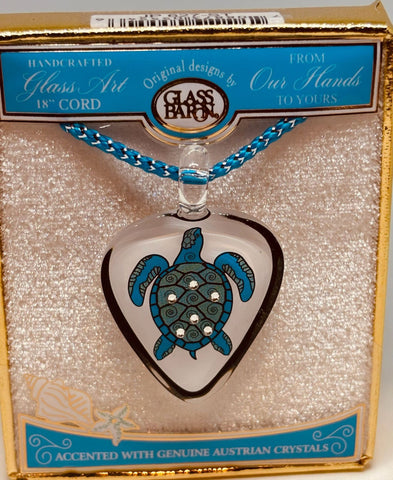 HANDCRAFTED
Glass Art
18" CORD
Original designs by
GLASS
BARON
FROM
Our Hands
TO YOURS
ACCENTED WITH GENUINE AUSTRIAN CRYSTALS